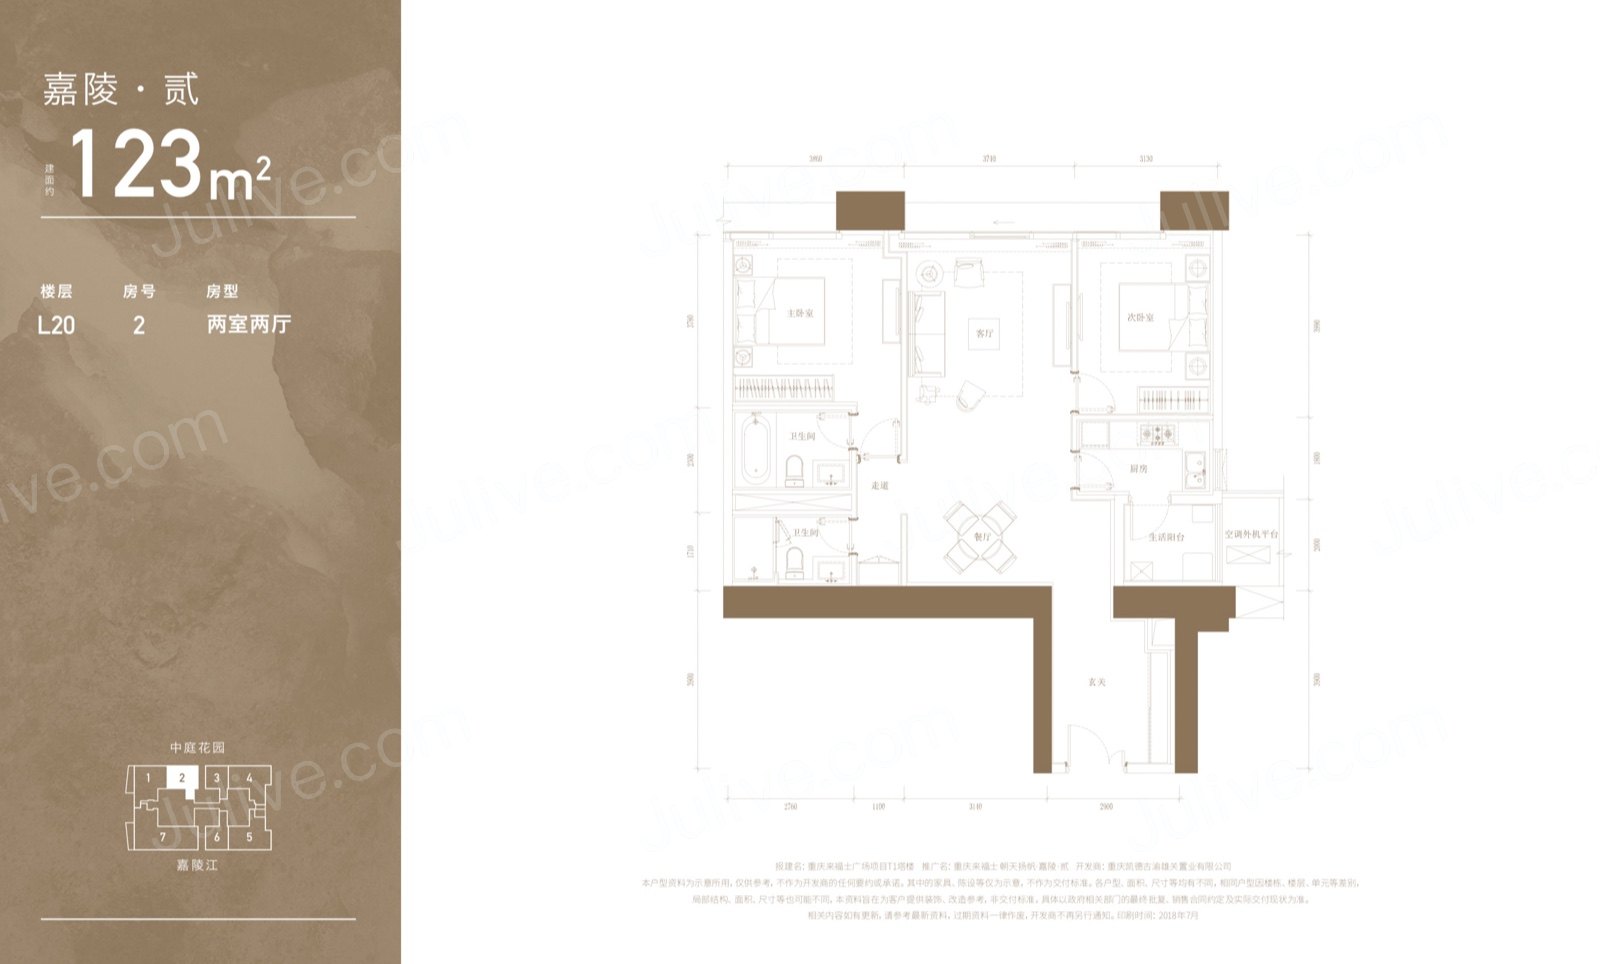 嘉陵·贰
建面约
123m²
楼层 房号 房型
L20 2 两室两厅
中庭花园
1 2 3 4
7 6 5
嘉陵江
3860 3740 3130
主卧室
客厅
次卧室
卫生间
厨房
走道
卫生间
餐厅
生活阳台
空调外机平台
玄关
3780
1710
3900
3990
1800
2000
3900
2760 1100 3140 2900
报建名：重庆来福士广场项目T1塔楼 推广名：重庆来福士·朝天扬帆·嘉陵·贰 开发商：重庆凯德古渝雄关置业有限公司
本户型资料为示意所用，仅供参考，不作为开发商的任何要约或承诺。其中的家具、陈设等仅为示意，不作为交付标准。各户型、面积、尺寸等均有不同，相同户型因楼栋、楼层、单元等差别，
局部结构、面积、尺寸等也可能不同，本资料旨在为客户提供装饰、改造参考，非交付标准，具体以政府相关部门的最终批复、销售合同约定及实际交付现状为准。
相关内容如有更新，请参考最新资料，过期资料一律作废，开发商不再另行通知。印刷时间：2018年7月
Julive.com